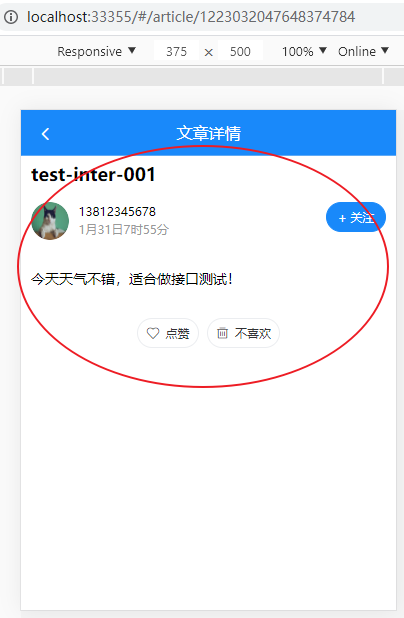 localhost:33355/#/article/1223032047648374784
Responsive ▼ 375 × 500 100% ▼ Online ▼
文章详情
test-inter-001
13812345678
+ 关注
1月31日7时55分
今天天气不错，适合做接口测试！
点赞 不喜欢